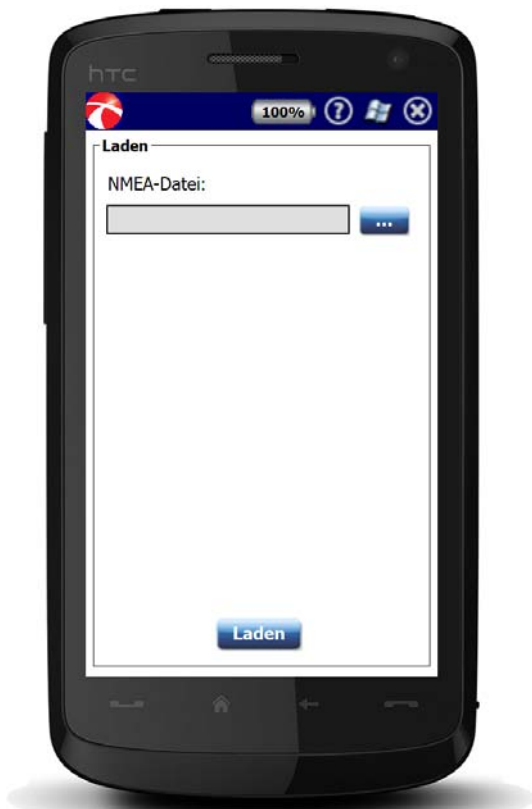 hTC
100% ?
Laden
NMEA-Datei:
...
Laden